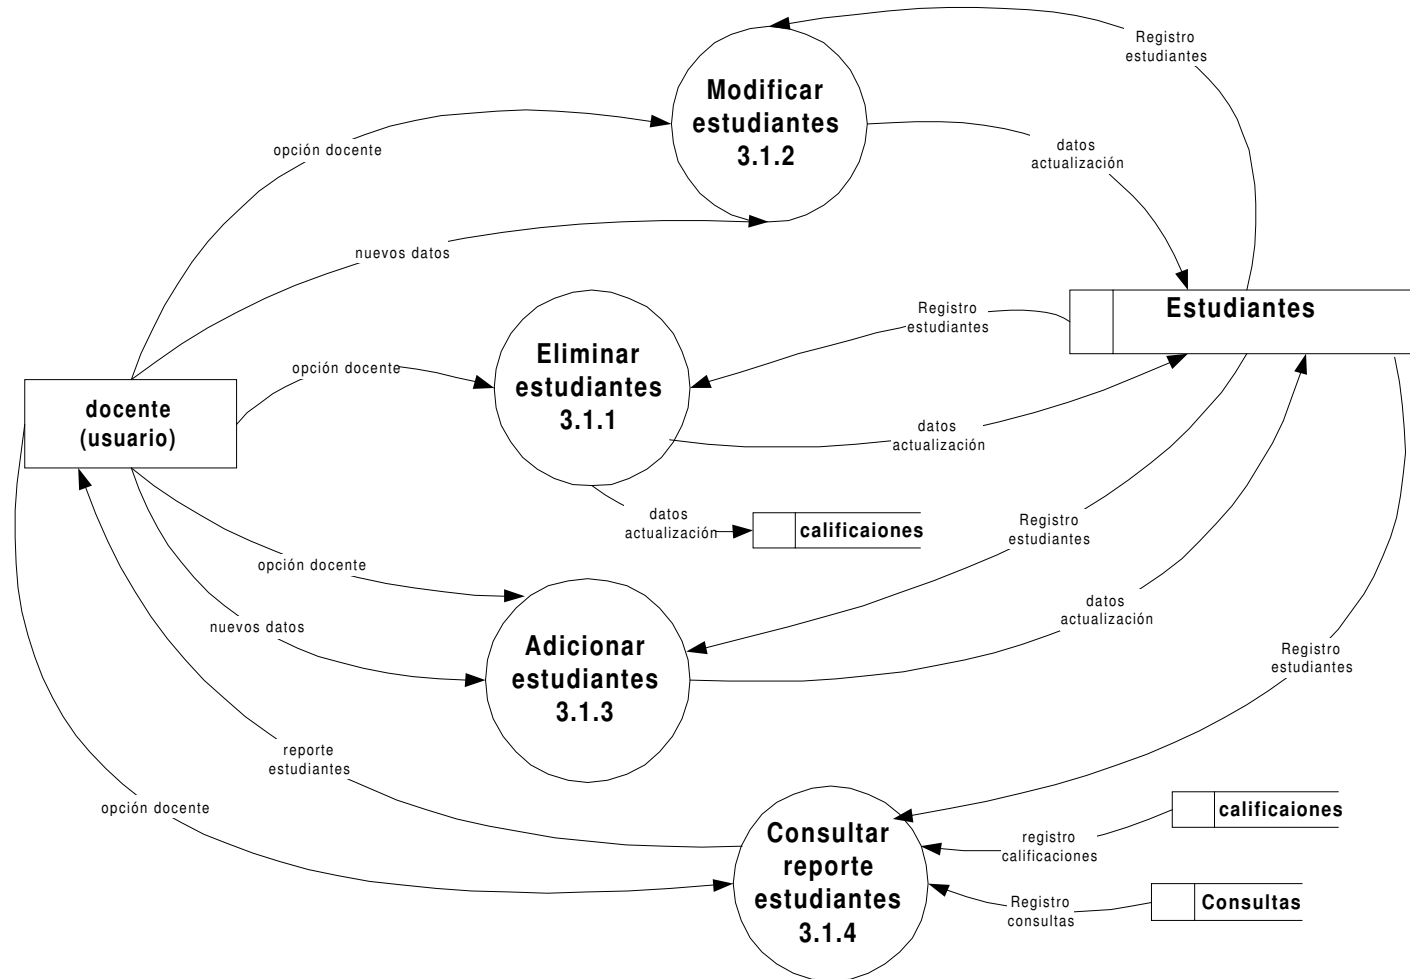 Registro
estudiantes
Modificar
estudiantes
3.1.2
opción docente
datos
actualización
nuevos datos
Estudiantes
Registro
estudiantes
Eliminar
estudiantes
3.1.1
opción docente
docente
(usuario)
datos
actualización
datos
actualización
calificaiones
Registro
estudiantes
opción docente
nuevos datos
Adicionar
estudiantes
3.1.3
datos
actualización
Registro
estudiantes
reporte
estudiantes
opción docente
Consultar
reporte
estudiantes
3.1.4
calificaiones
registro
calificaciones
Registro
consultas
Consultas